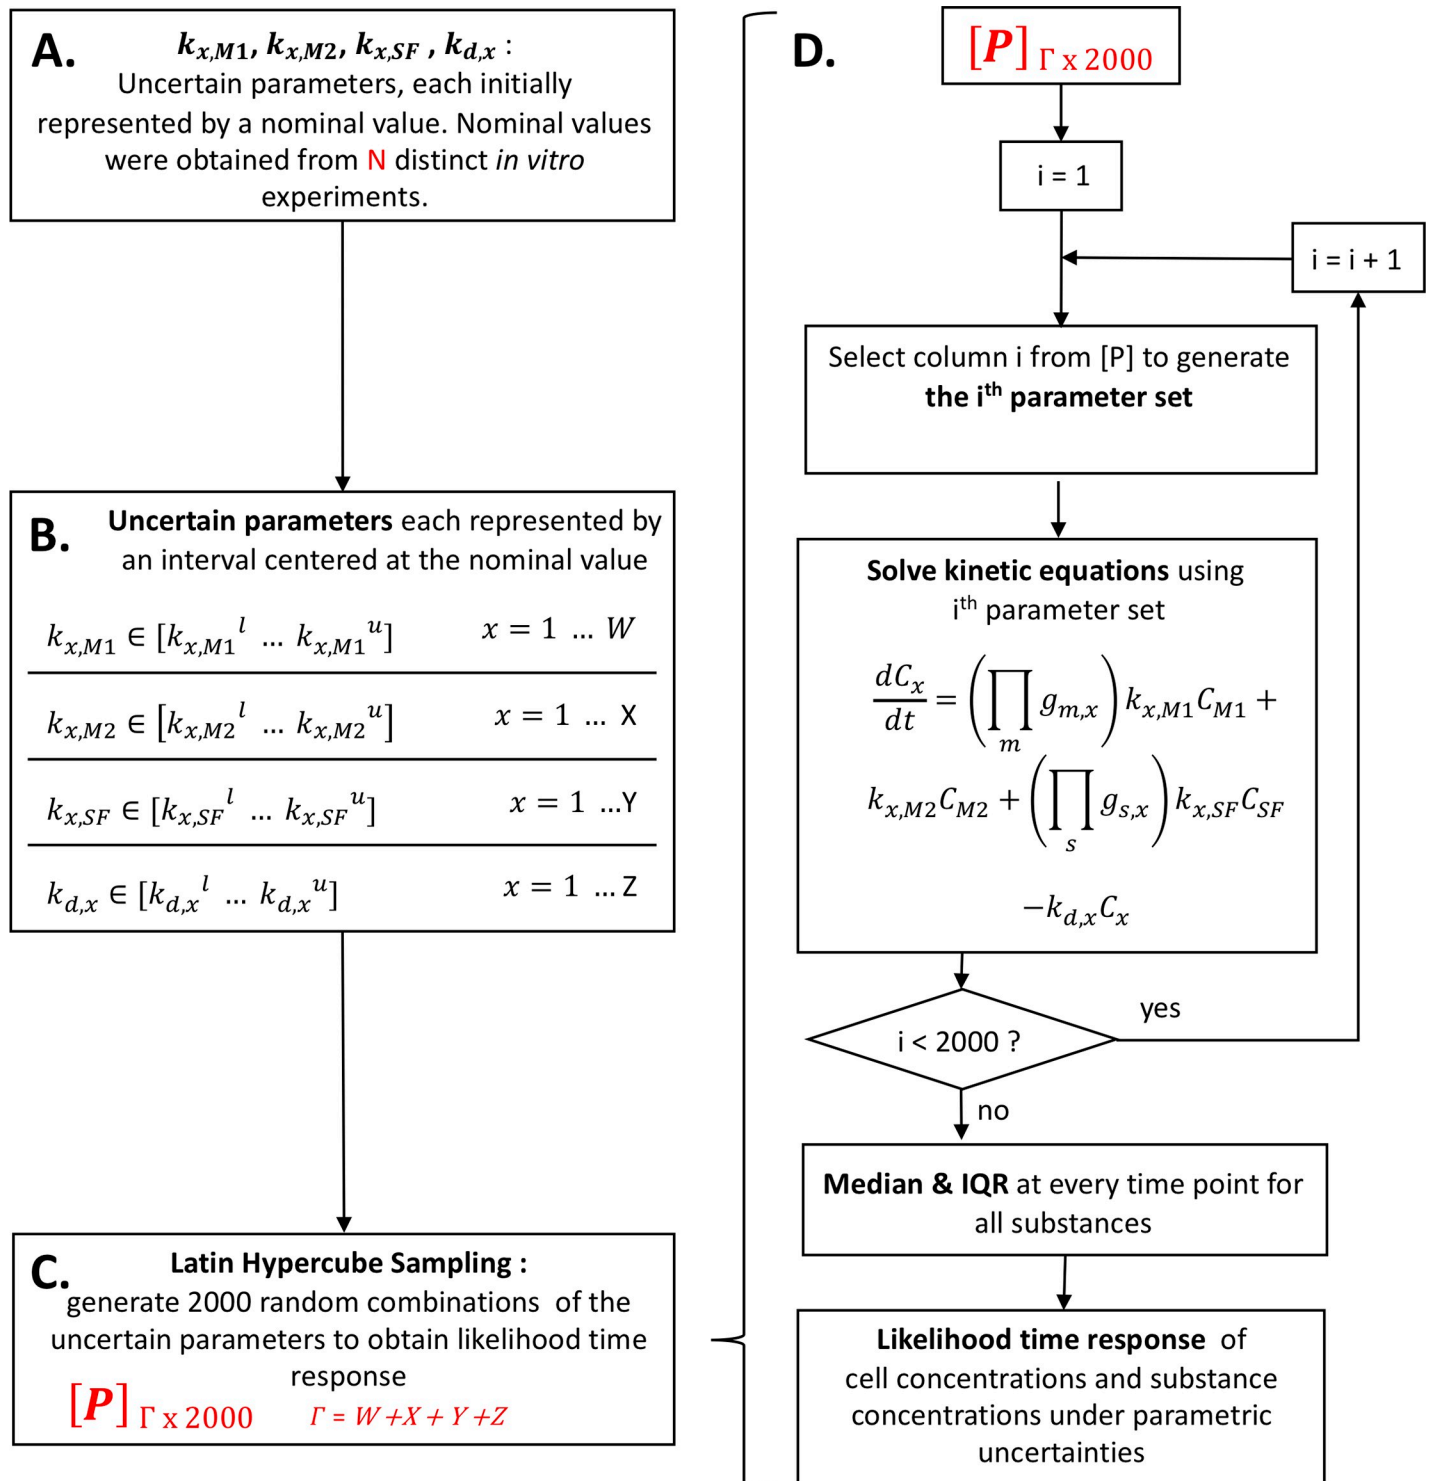 A.
k_{x,M1}, k_{x,M2}, k_{x,SF} , k_{d,x} :
Uncertain parameters, each initially
represented by a nominal value. Nominal values
were obtained from N distinct in vitro
experiments.
B.
Uncertain parameters each represented by
an interval centered at the nominal value
k_{x,M1} ∈ [k_{x,M1}^l … k_{x,M1}^u] x = 1 … W
k_{x,M2} ∈ [k_{x,M2}^l … k_{x,M2}^u] x = 1 … X
k_{x,SF} ∈ [k_{x,SF}^l … k_{x,SF}^u] x = 1 …Y
k_{d,x} ∈ [k_{d,x}^l … k_{d,x}^u] x = 1 …Z
C.
Latin Hypercube Sampling :
generate 2000 random combinations of the
uncertain parameters to obtain likelihood time
response
[P]_{Γ x 2000} Γ = W+X+Y+Z
D.
[P]_{Γ x 2000}
i = 1
i = i + 1
Select column i from [P] to generate
the i^{th} parameter set
Solve kinetic equations using
i^{th} parameter set
\frac{dC_x}{dt} = (∏_m g_{m,x}) k_{x,M1}C_{M1} +
k_{x,M2}C_{M2} + (∏_s g_{s,x}) k_{x,SF}C_{SF}
−k_{d,x}C_x
i < 2000 ?
yes
no
Median & IQR at every time point for
all substances
Likelihood time response of
cell concentrations and substance
concentrations under parametric
uncertainties